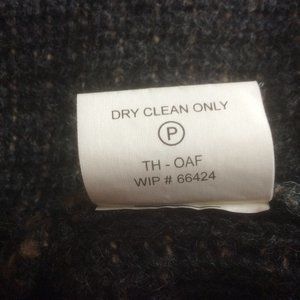 DRY CLEAN ONLY
P
TH - OAF
WIP # 66424